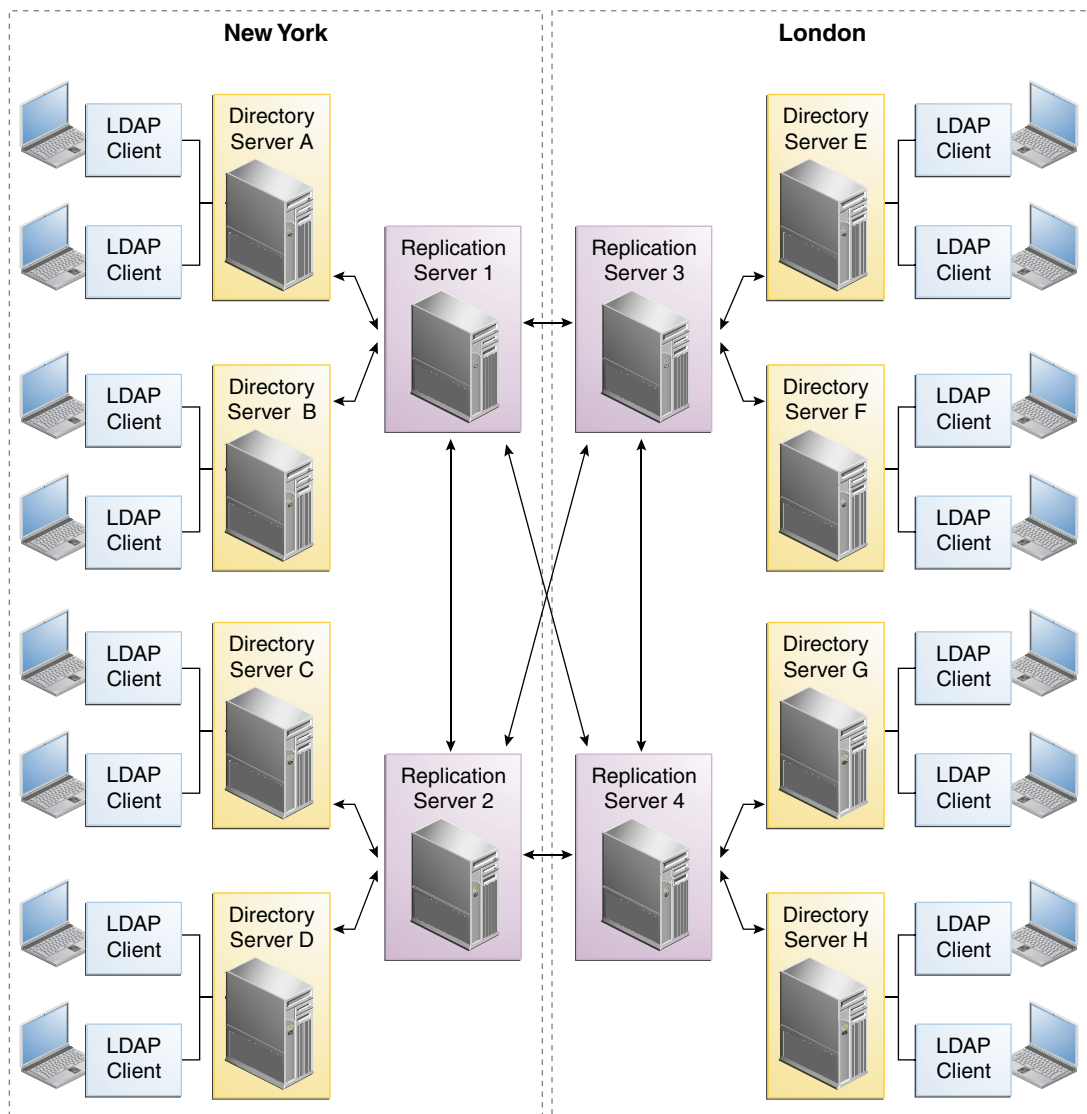 New York
London
LDAP
Client
Directory
Server A
LDAP
Client
Replication
Server 1
LDAP
Client
Directory
Server B
LDAP
Client
LDAP
Client
Directory
Server C
LDAP
Client
Replication
Server 2
LDAP
Client
Directory
Server D
LDAP
Client
Directory
Server E
LDAP
Client
LDAP
Client
Replication
Server 3
Directory
Server F
LDAP
Client
LDAP
Client
Directory
Server G
LDAP
Client
LDAP
Client
Replication
Server 4
Directory
Server H
LDAP
Client
LDAP
Client